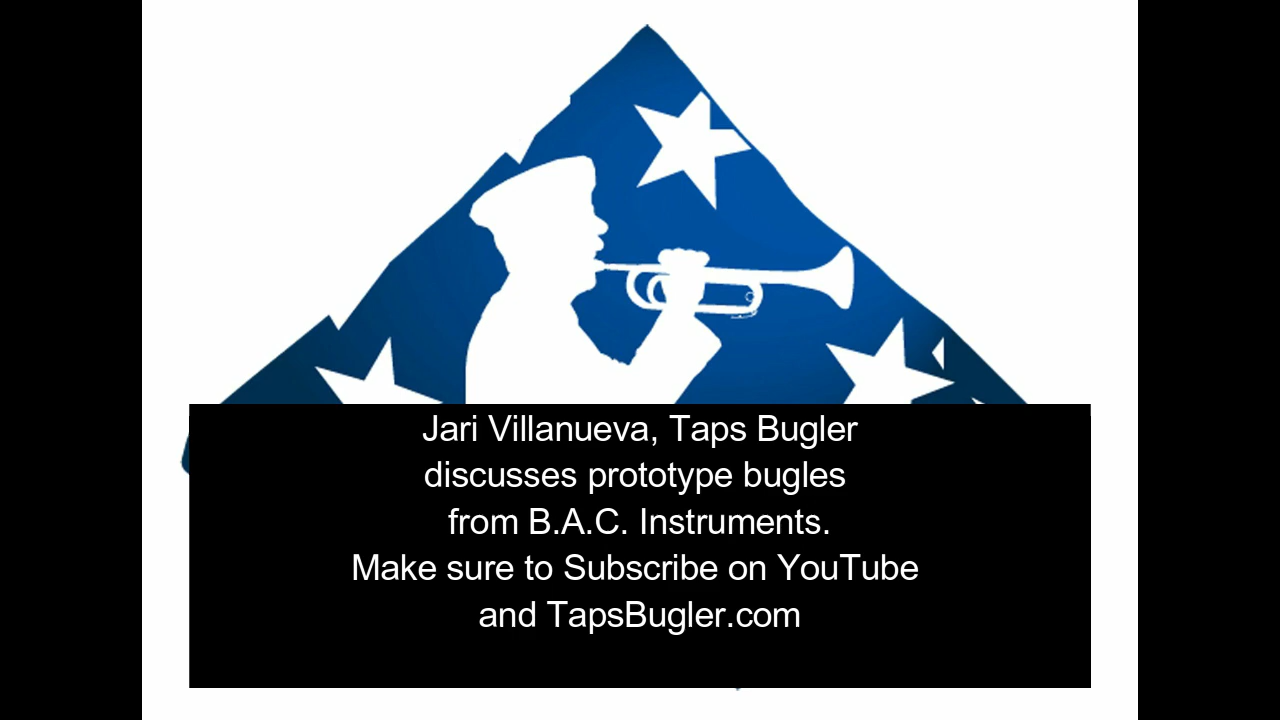 Jari Villanueva, Taps Bugler
discusses prototype bugles
from B.A.C. Instruments.
Make sure to Subscribe on YouTube
and TapsBugler.com